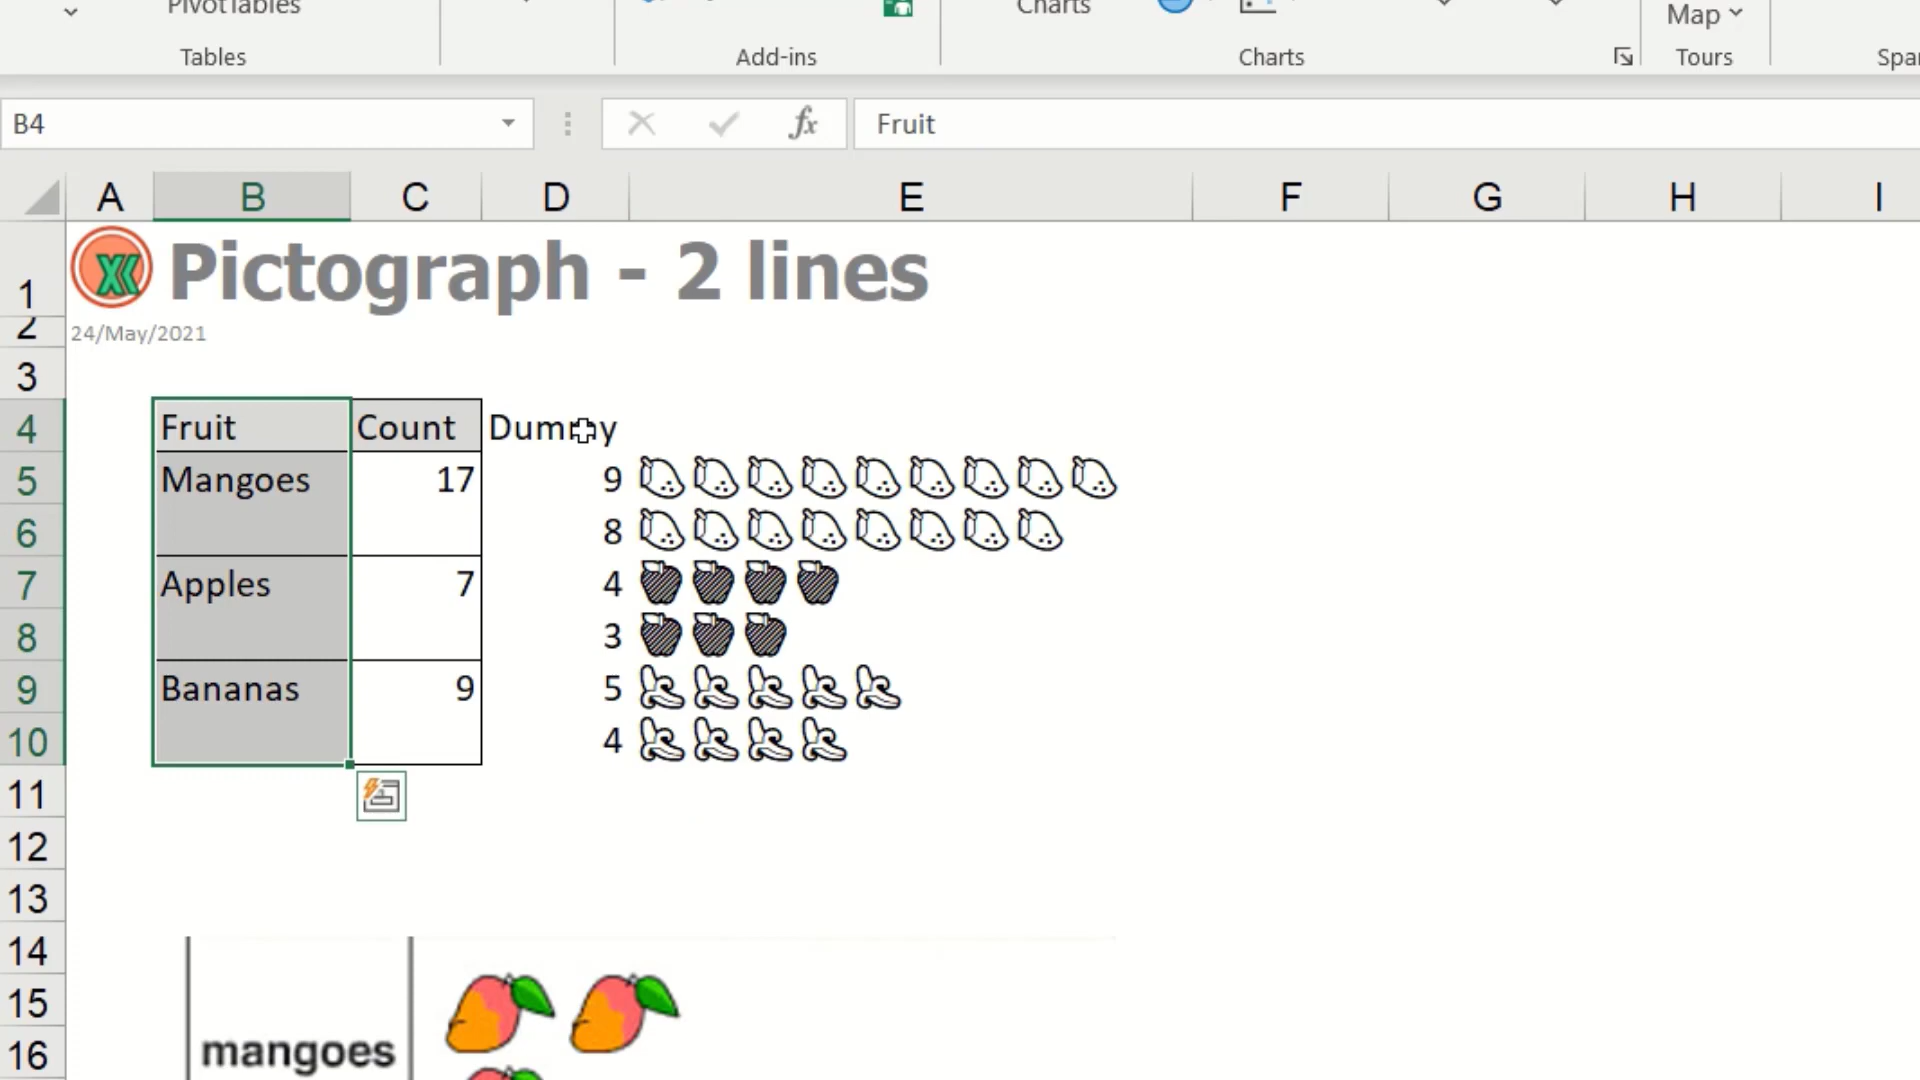 PivotTables
Charts
Map
Tables
Add-ins
Charts
Tours
B4
fx
Fruit
A B C D E F G H I
1 Pictograph - 2 lines
2 24/May/2021
3
4 Fruit Count Dummy
5 Mangoes 17 9
6 8
7 Apples 7 4
8 3
9 Bananas 9 5
10 4
11
12
13
14
15
16 mangoes